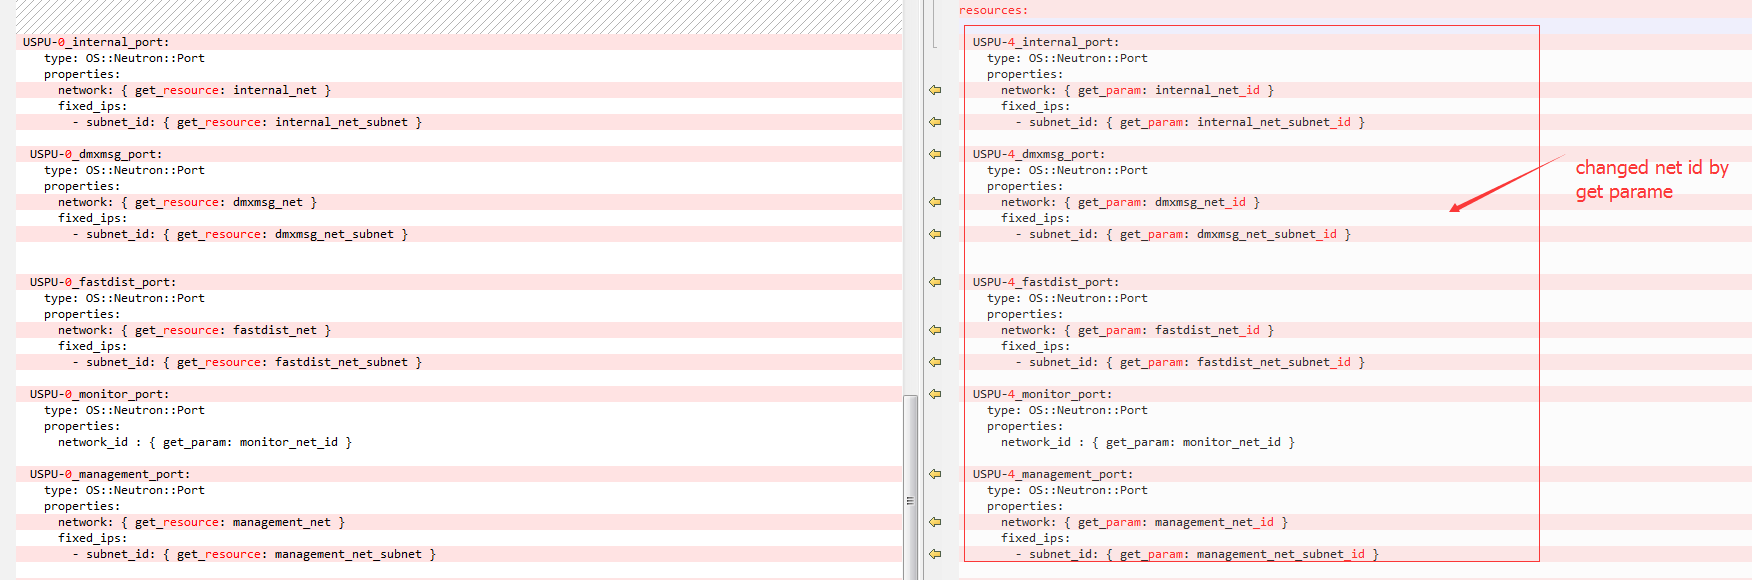 USPU-0_internal_port:
type: OS::Neutron::Port
properties:
network: { get_resource: internal_net }
fixed_ips:
- subnet_id: { get_resource: internal_net_subnet }
USPU-0_dmxmsg_port:
type: OS::Neutron::Port
properties:
network: { get_resource: dmxmsg_net }
fixed_ips:
- subnet_id: { get_resource: dmxmsg_net_subnet }
USPU-0_fastdist_port:
type: OS::Neutron::Port
properties:
network: { get_resource: fastdist_net }
fixed_ips:
- subnet_id: { get_resource: fastdist_net_subnet }
USPU-0_monitor_port:
type: OS::Neutron::Port
properties:
network_id : { get_param: monitor_net_id }
USPU-0_management_port:
type: OS::Neutron::Port
properties:
network: { get_resource: management_net }
fixed_ips:
- subnet_id: { get_resource: management_net_subnet }
resources:
USPU-4_internal_port:
type: OS::Neutron::Port
properties:
network: { get_param: internal_net_id }
fixed_ips:
- subnet_id: { get_param: internal_net_subnet_id }
USPU-4_dmxmsg_port:
type: OS::Neutron::Port
properties:
network: { get_param: dmxmsg_net_id }
fixed_ips:
- subnet_id: { get_param: dmxmsg_net_subnet_id }
USPU-4_fastdist_port:
type: OS::Neutron::Port
properties:
network: { get_param: fastdist_net_id }
fixed_ips:
- subnet_id: { get_param: fastdist_net_subnet_id }
USPU-4_monitor_port:
type: OS::Neutron::Port
properties:
network_id : { get_param: monitor_net_id }
USPU-4_management_port:
type: OS::Neutron::Port
properties:
network: { get_param: management_net_id }
fixed_ips:
- subnet_id: { get_param: management_net_subnet_id }
changed net id by
get parame